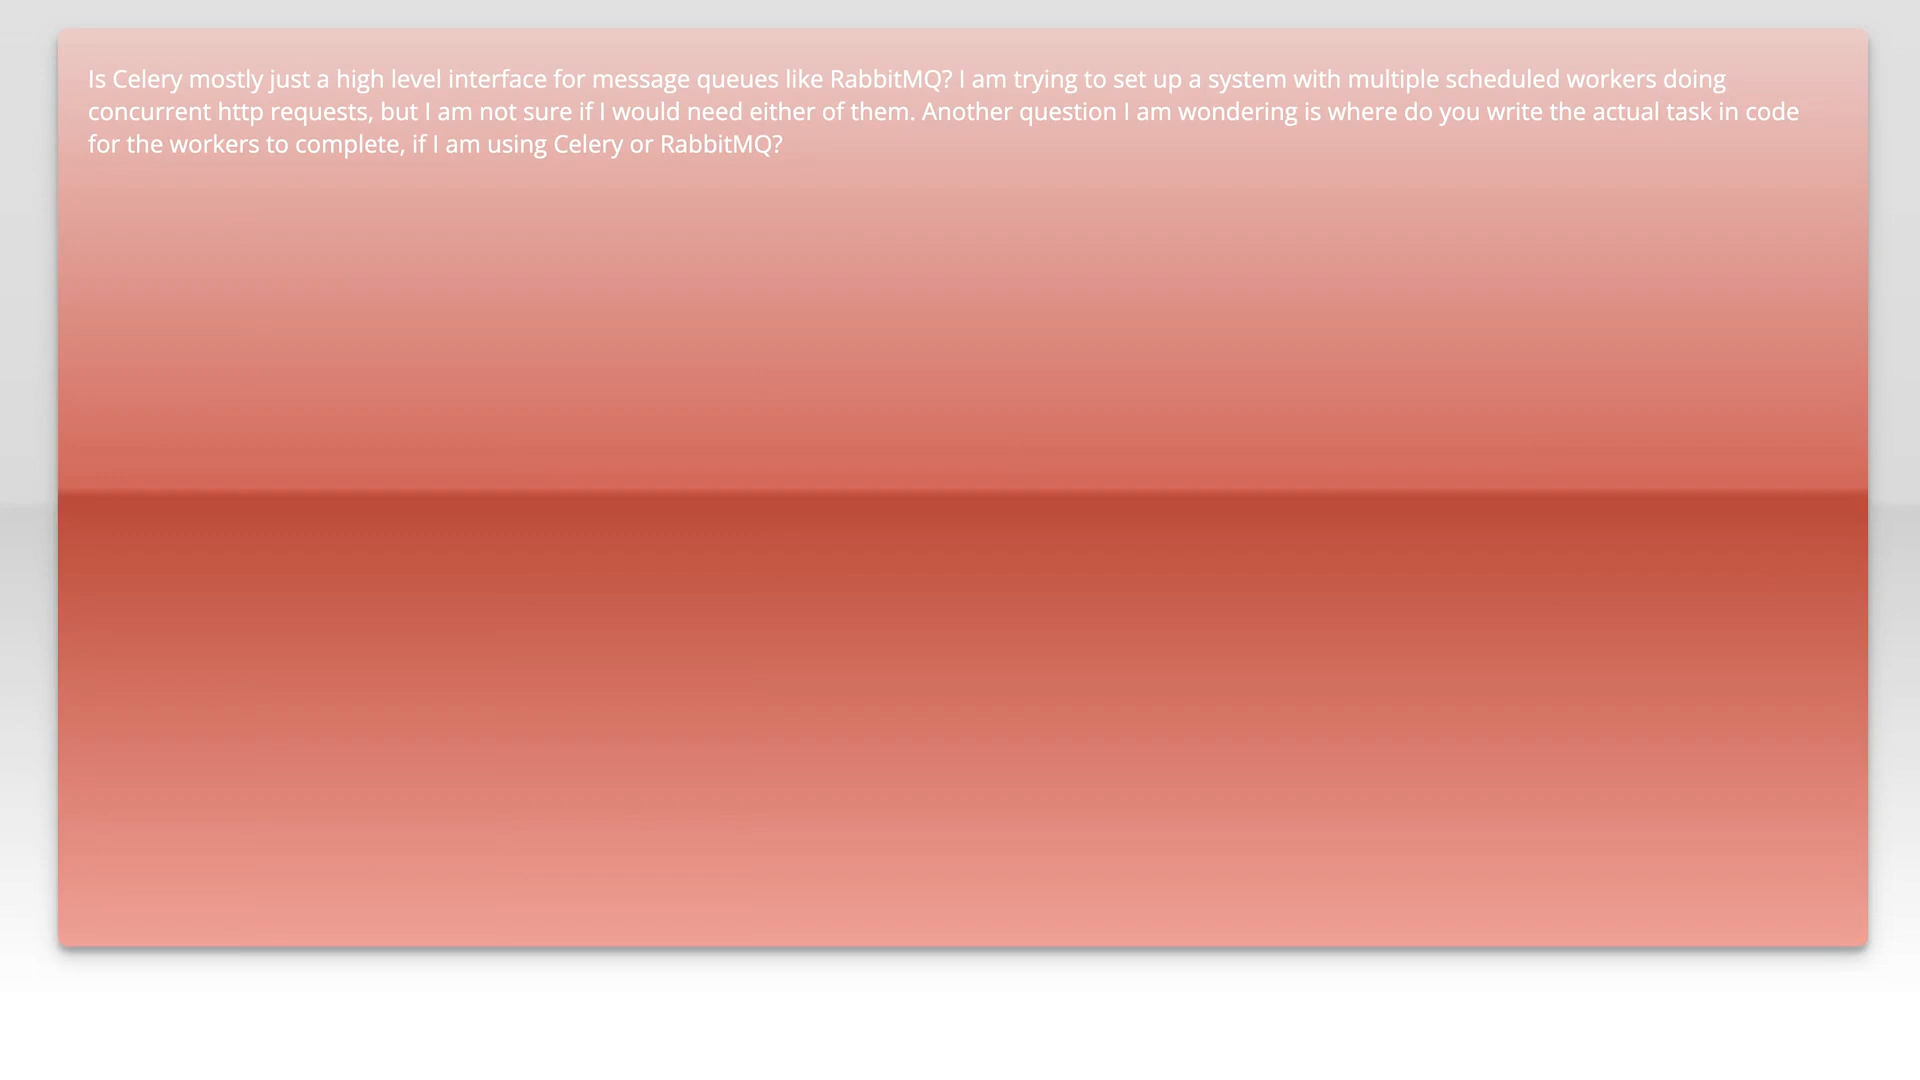 Is Celery mostly just a high level interface for message queues like RabbitMQ? I am trying to set up a system with multiple scheduled workers doing
concurrent http requests, but I am not sure if I would need either of them. Another question I am wondering is where do you write the actual task in code
for the workers to complete, if I am using Celery or RabbitMQ?